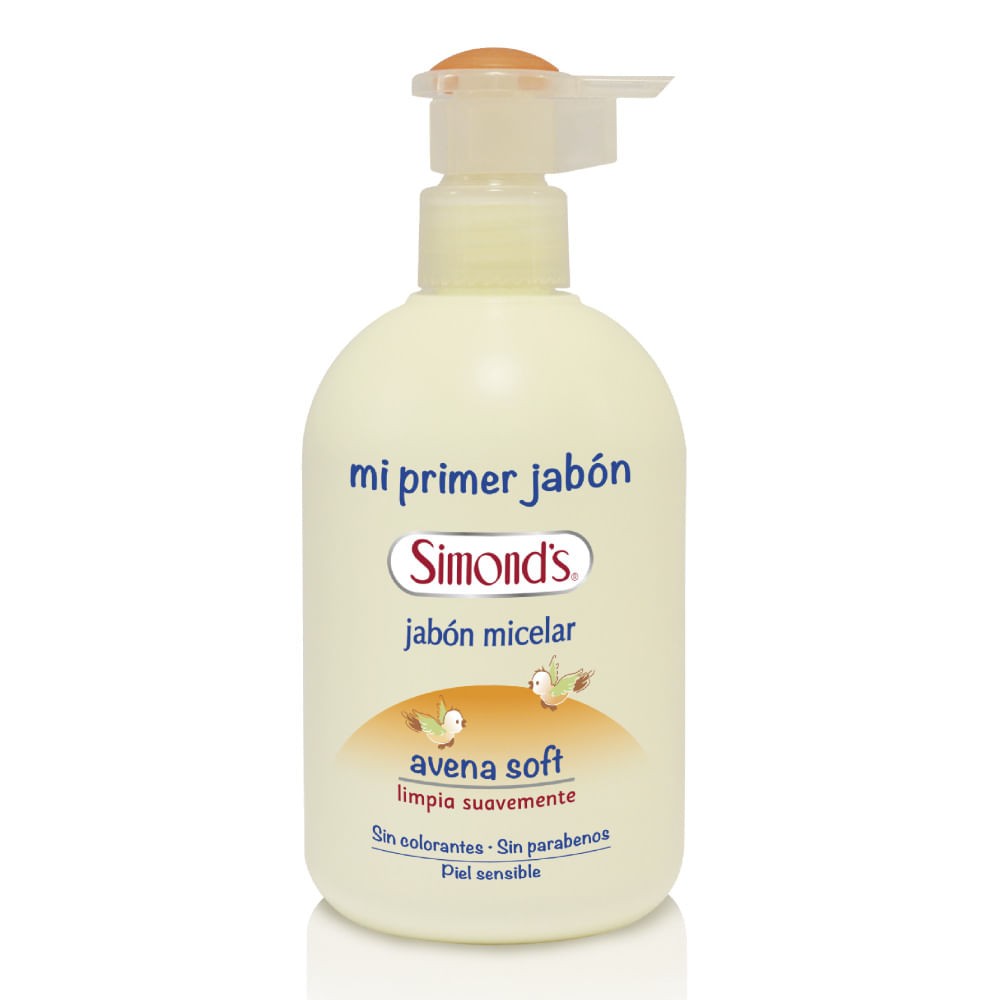 mi primer jabón
Simond's®
jabón micelar
avena soft
limpia suavemente
Sin colorantes · Sin parabenos
Piel sensible